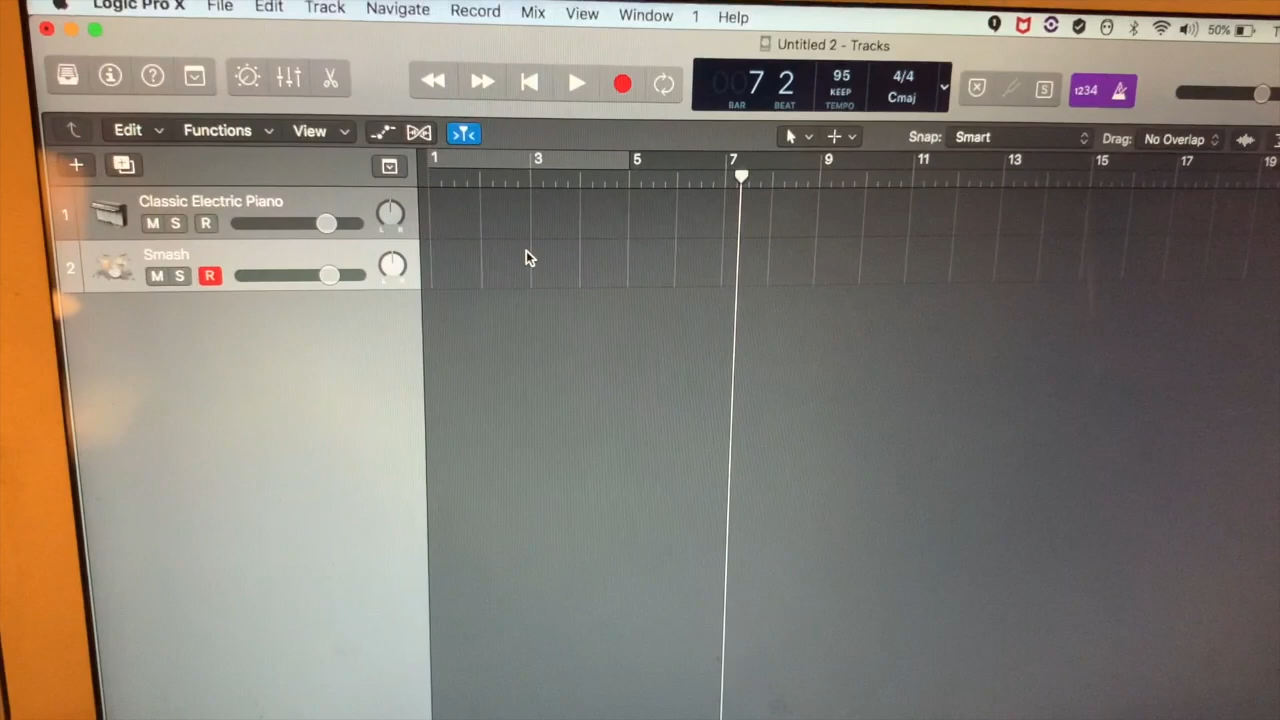 Logic Pro X File Edit Track Navigate Record Mix View Window 1 Help 50%
Untitled 2 - Tracks
007 2 95 4/4
KEEP Cmaj
BAR BEAT TEMPO
1234
S
Edit Functions View Snap: Smart Drag: No Overlap
1 3 5 7 9 11 13 15 17 19
1 Classic Electric Piano
M S R L R
2 Smash
M S R L R